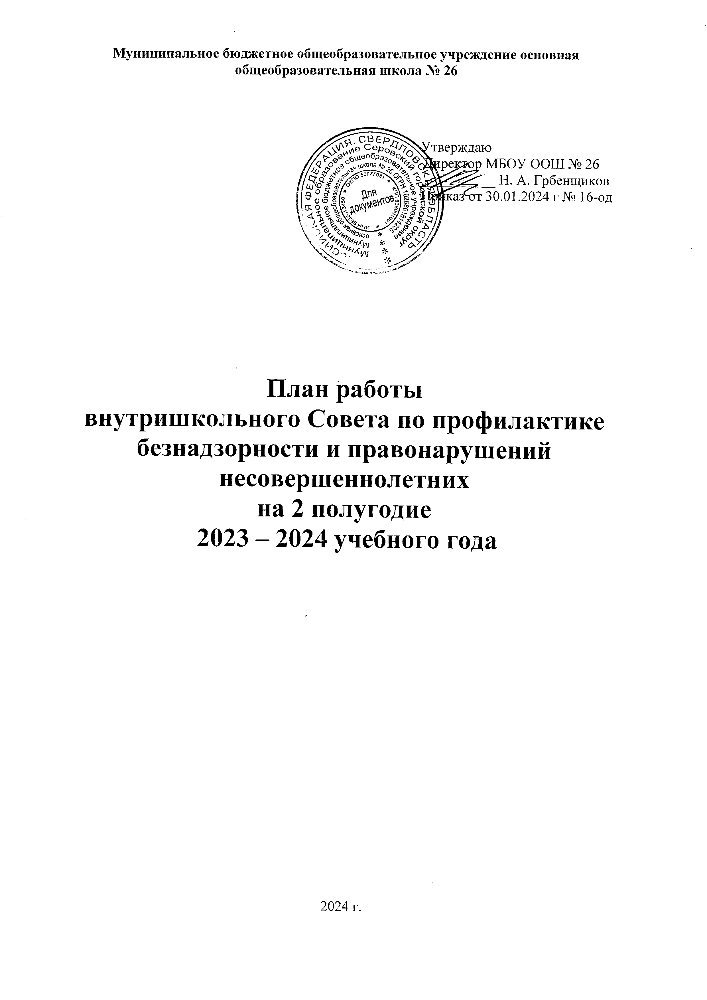 Муниципальное бюджетное общеобразовательное учреждение основная
общеобразовательная школа № 26
Утверждаю
Директор МБОУ ООШ № 26
____________ Н. А. Грбенщиков
Приказ от 30.01.2024 г № 16-од
ФЕДЕРАЦИЯ, СВЕРДЛОВСКАЯ ОБЛАСТЬ
Муниципальное образование Серовский городской округ
Муниципальное бюджетное общеобразовательное учреждение
основная общеобразовательная школа № 26 ОГРН 1026601814205
ИНН 6632015450 * ОКПО 55777031 * КПП 668001001 *
Для
документов
План работы
внутришкольного Совета по профилактике
безнадзорности и правонарушений
несовершеннолетних
на 2 полугодие
2023 – 2024 учебного года
2024 г.